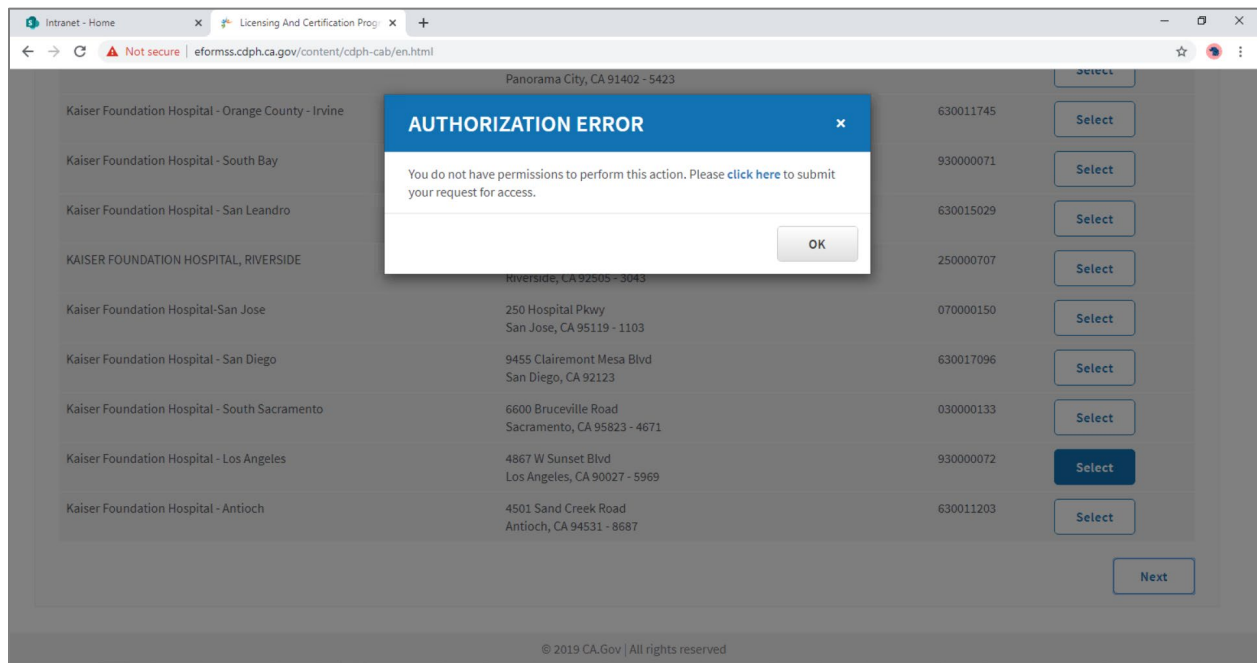 Intranet - Home
Licensing And Certification Progr
Not secure | eformss.cdph.ca.gov/content/cdph-cab/en.html
Panorama City, CA 91402 - 5423
Select
Kaiser Foundation Hospital - Orange County - Irvine 630011745 Select
AUTHORIZATION ERROR ×
You do not have permissions to perform this action. Please click here to submit
your request for access.
OK
Kaiser Foundation Hospital - South Bay 930000071 Select
Kaiser Foundation Hospital - San Leandro 630015029 Select
KAISER FOUNDATION HOSPITAL, RIVERSIDE 250000707 Select
Riverside, CA 92505 - 3043
Kaiser Foundation Hospital-San Jose 250 Hospital Pkwy 070000150 Select
San Jose, CA 95119 - 1103
Kaiser Foundation Hospital - San Diego 9455 Clairemont Mesa Blvd 630017096 Select
San Diego, CA 92123
Kaiser Foundation Hospital - South Sacramento 6600 Bruceville Road 030000133 Select
Sacramento, CA 95823 - 4671
Kaiser Foundation Hospital - Los Angeles 4867 W Sunset Blvd 930000072 Select
Los Angeles, CA 90027 - 5969
Kaiser Foundation Hospital - Antioch 4501 Sand Creek Road 630011203 Select
Antioch, CA 94531 - 8687
Next
© 2019 CA.Gov | All rights reserved